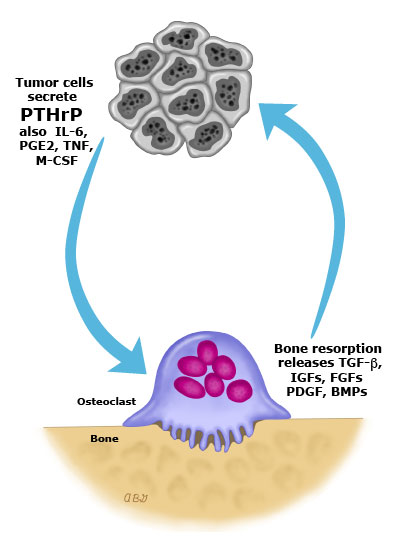 Tumor cells
secrete
PTHrP
also IL-6,
PGE2, TNF,
M-CSF
Bone resorption
releases TGF-β,
IGFs, FGFs
PDGF, BMPs
Osteoclast
Bone